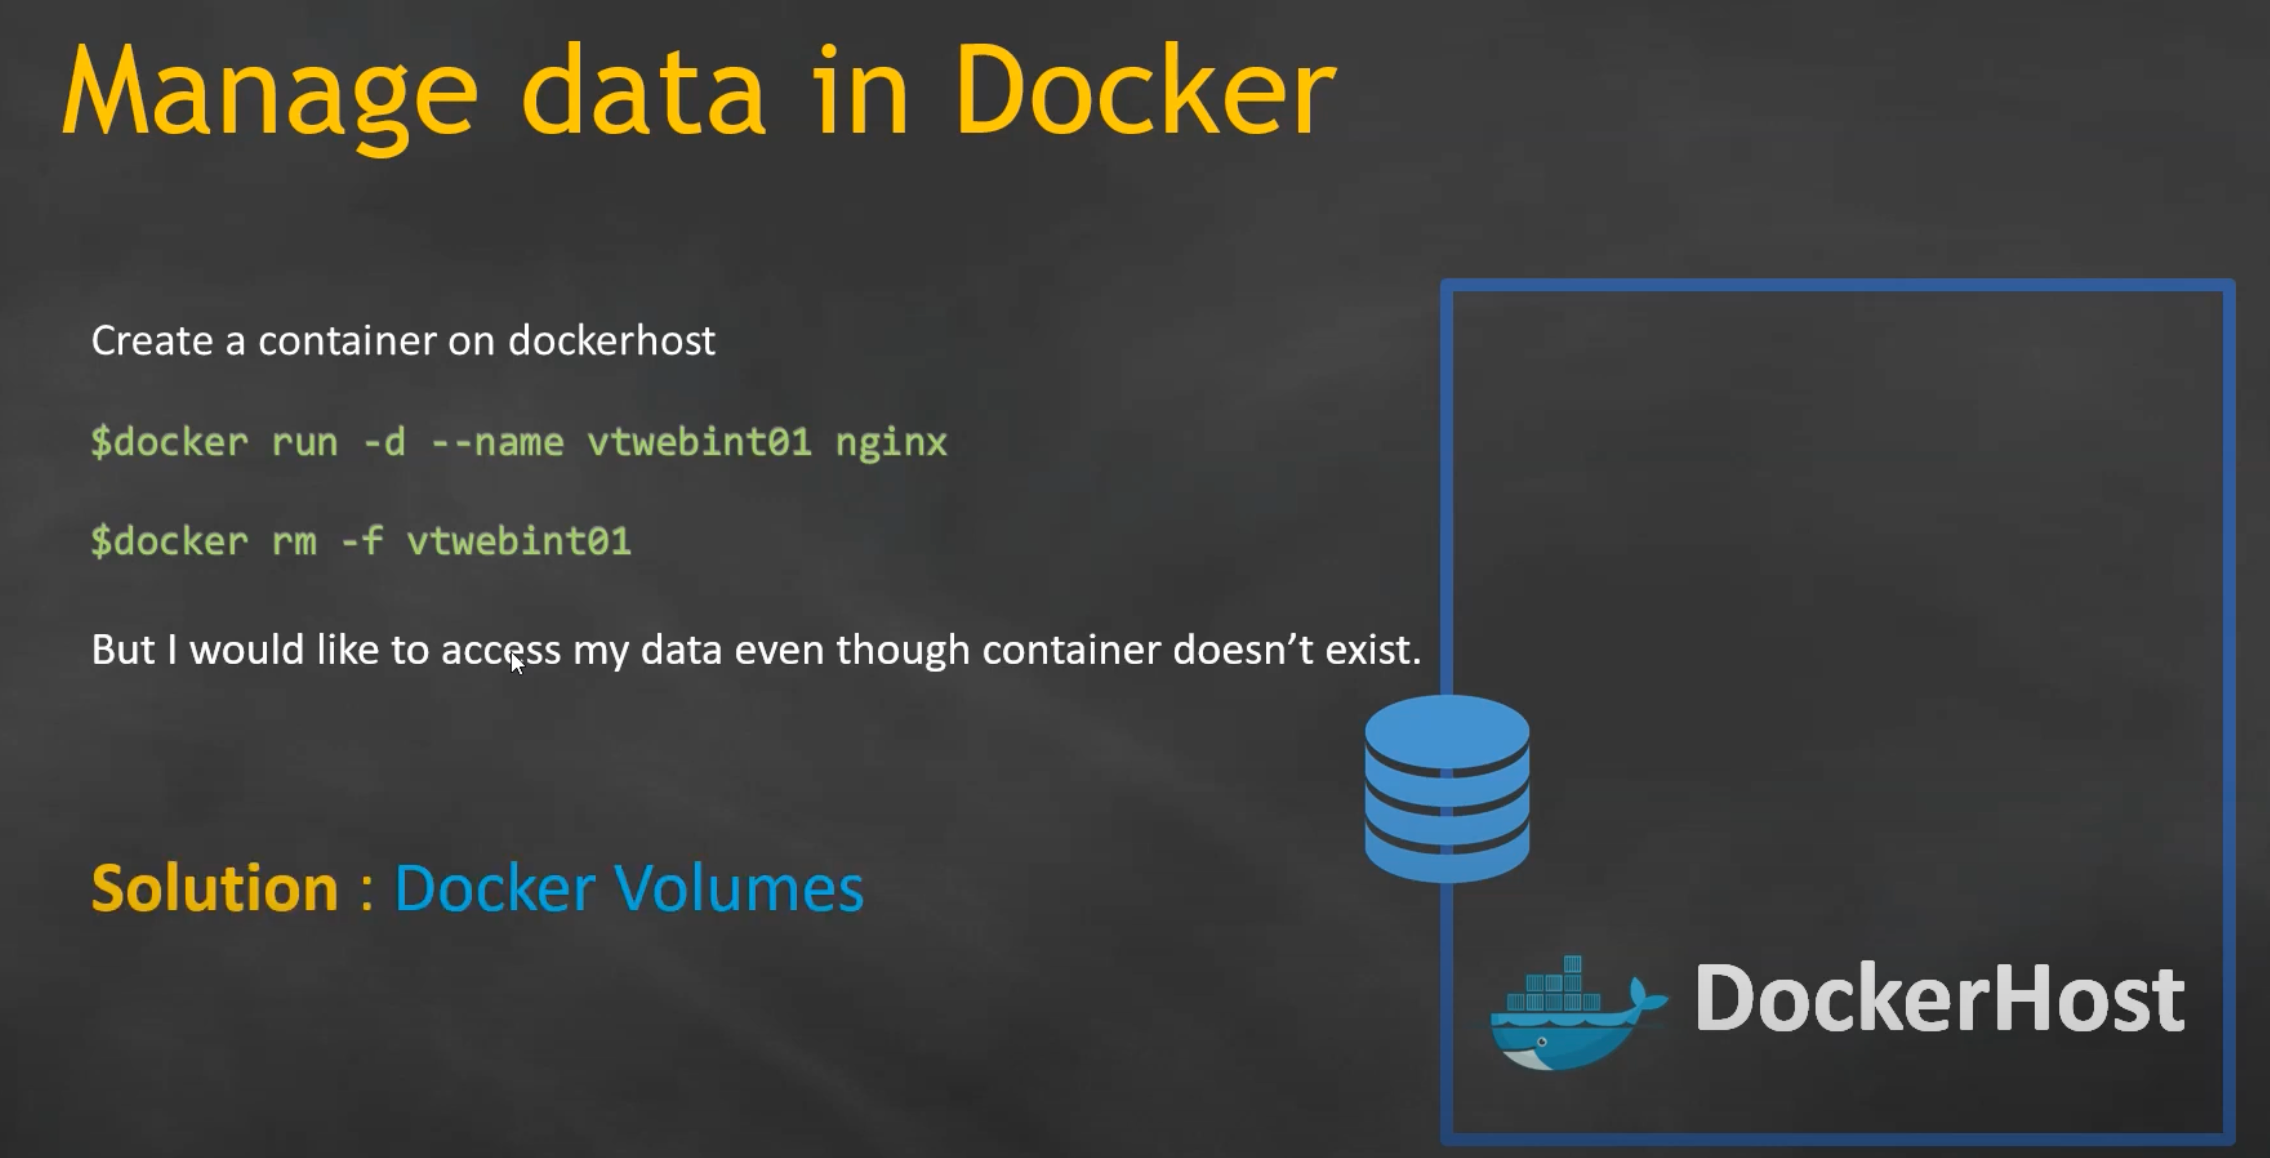 Manage data in Docker
Create a container on dockerhost
$docker run -d --name vtwebint01 nginx
$docker rm -f vtwebint01
But I would like to access my data even though container doesn’t exist.
Solution : Docker Volumes
DockerHost